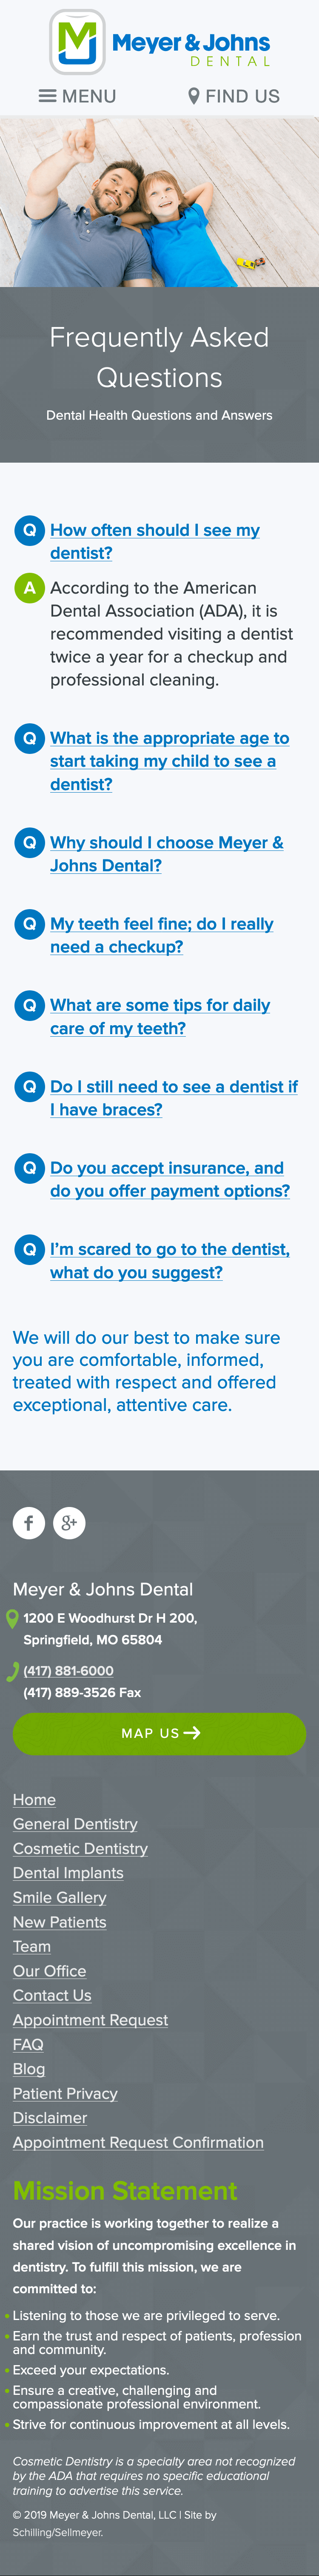 Meyer & Johns
DENTAL
MENU
FIND US
Frequently Asked
Questions
Dental Health Questions and Answers
Q How often should I see my
dentist?
A According to the American
Dental Association (ADA), it is
recommended visiting a dentist
twice a year for a checkup and
professional cleaning.
Q What is the appropriate age to
start taking my child to see a
dentist?
Q Why should I choose Meyer &
Johns Dental?
Q My teeth feel fine; do I really
need a checkup?
Q What are some tips for daily
care of my teeth?
Q Do I still need to see a dentist if
I have braces?
Q Do you accept insurance, and
do you offer payment options?
Q I’m scared to go to the dentist,
what do you suggest?
We will do our best to make sure
you are comfortable, informed,
treated with respect and offered
exceptional, attentive care.
f g+
Meyer & Johns Dental
1200 E Woodhurst Dr H 200,
Springfield, MO 65804
(417) 881-6000
(417) 889-3526 Fax
MAP US
Home
General Dentistry
Cosmetic Dentistry
Dental Implants
Smile Gallery
New Patients
Team
Our Office
Contact Us
Appointment Request
FAQ
Blog
Patient Privacy
Disclaimer
Appointment Request Confirmation
Mission Statement
Our practice is working together to realize a
shared vision of uncompromising excellence in
dentistry. To fulfill this mission, we are
committed to:
Listening to those we are privileged to serve.
Earn the trust and respect of patients, profession
and community.
Exceed your expectations.
Ensure a creative, challenging and
compassionate professional environment.
Strive for continuous improvement at all levels.
Cosmetic Dentistry is a specialty area not recognized
by the ADA that requires no specific educational
training to advertise this service.
© 2019 Meyer & Johns Dental, LLC | Site by
Schilling/Sellmeyer.